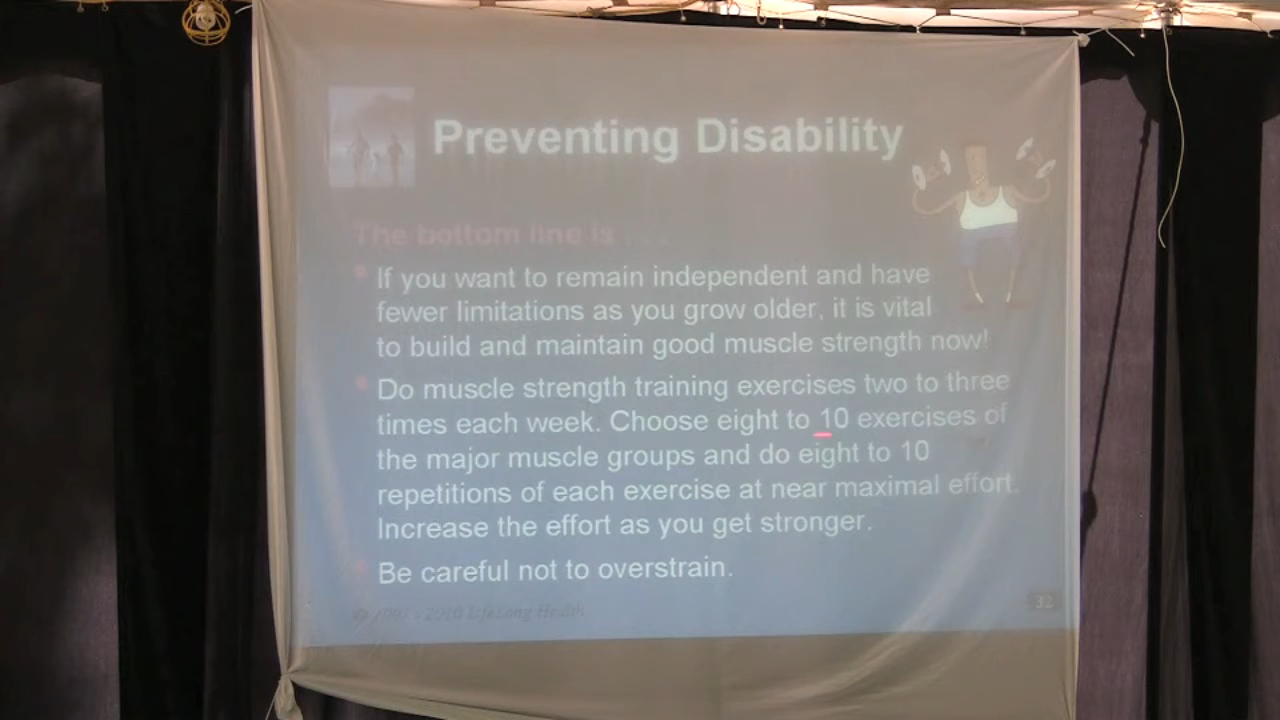 Preventing Disability
The bottom line is . . .
If you want to remain independent and have
fewer limitations as you grow older, it is vital
to build and maintain good muscle strength now!
Do muscle strength training exercises two to three
times each week. Choose eight to 10 exercises of
the major muscle groups and do eight to 10
repetitions of each exercise at near maximal effort.
Increase the effort as you get stronger.
Be careful not to overstrain.
2010 LifeLong Health
32